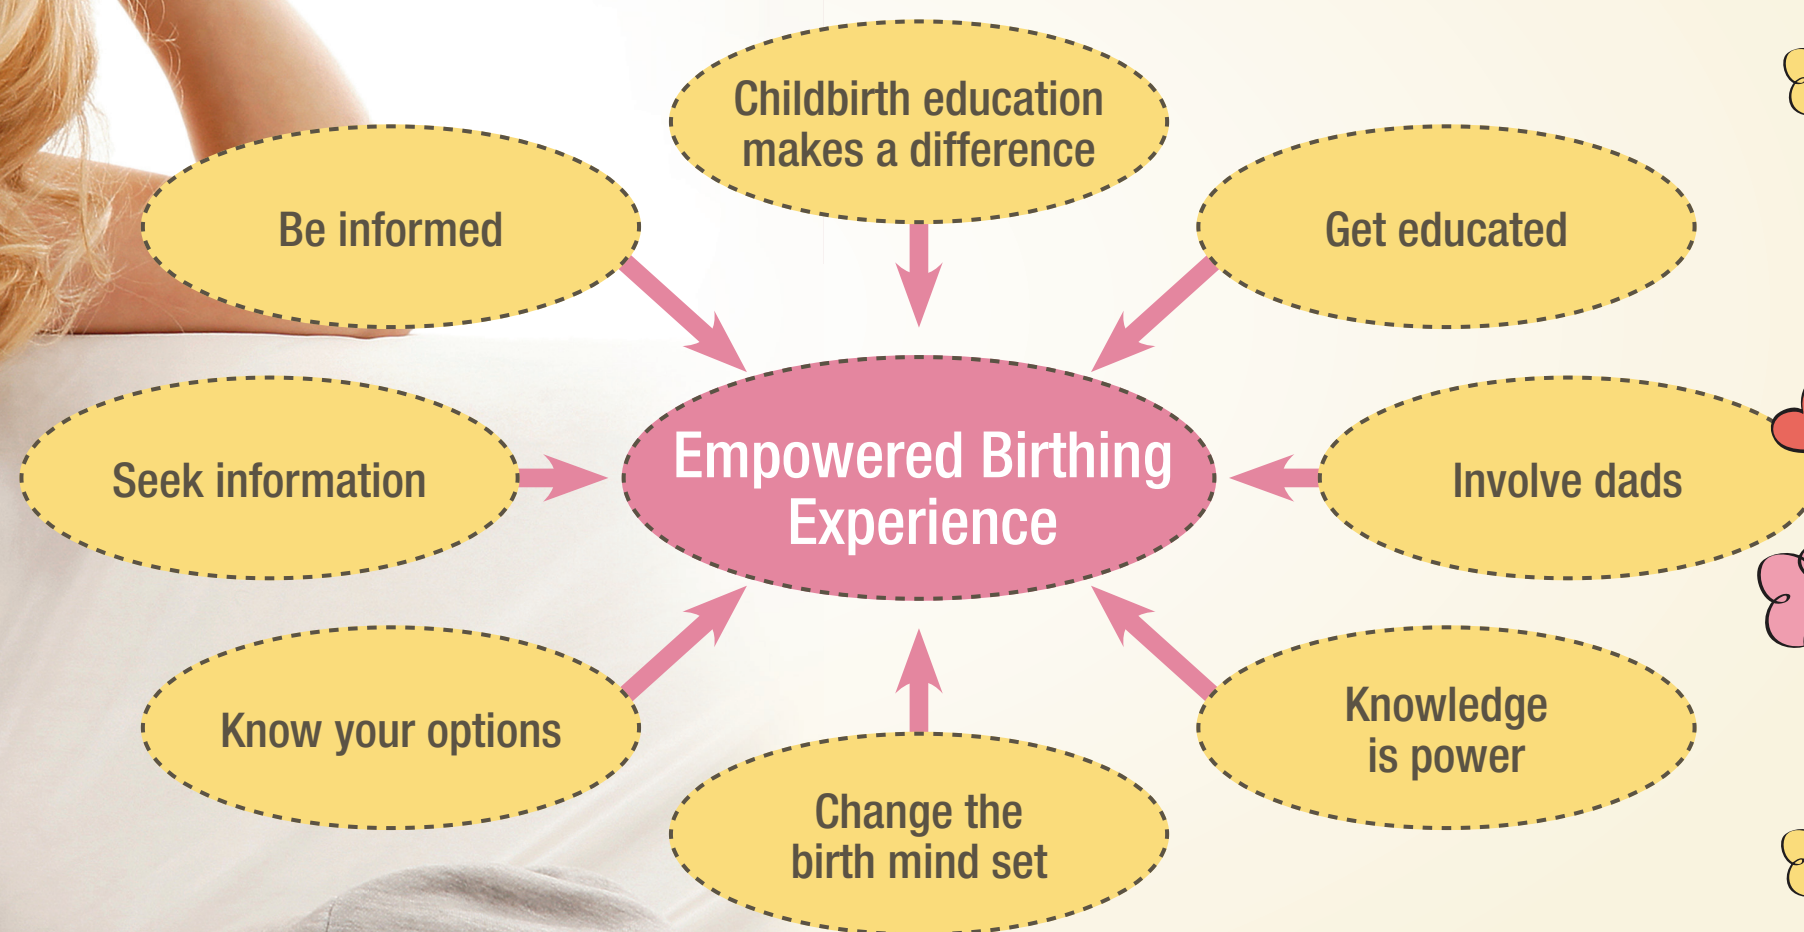 Childbirth education
makes a difference
Be informed
Get educated
Empowered Birthing
Experience
Seek information
Involve dads
Know your options
Knowledge
is power
Change the
birth mind set